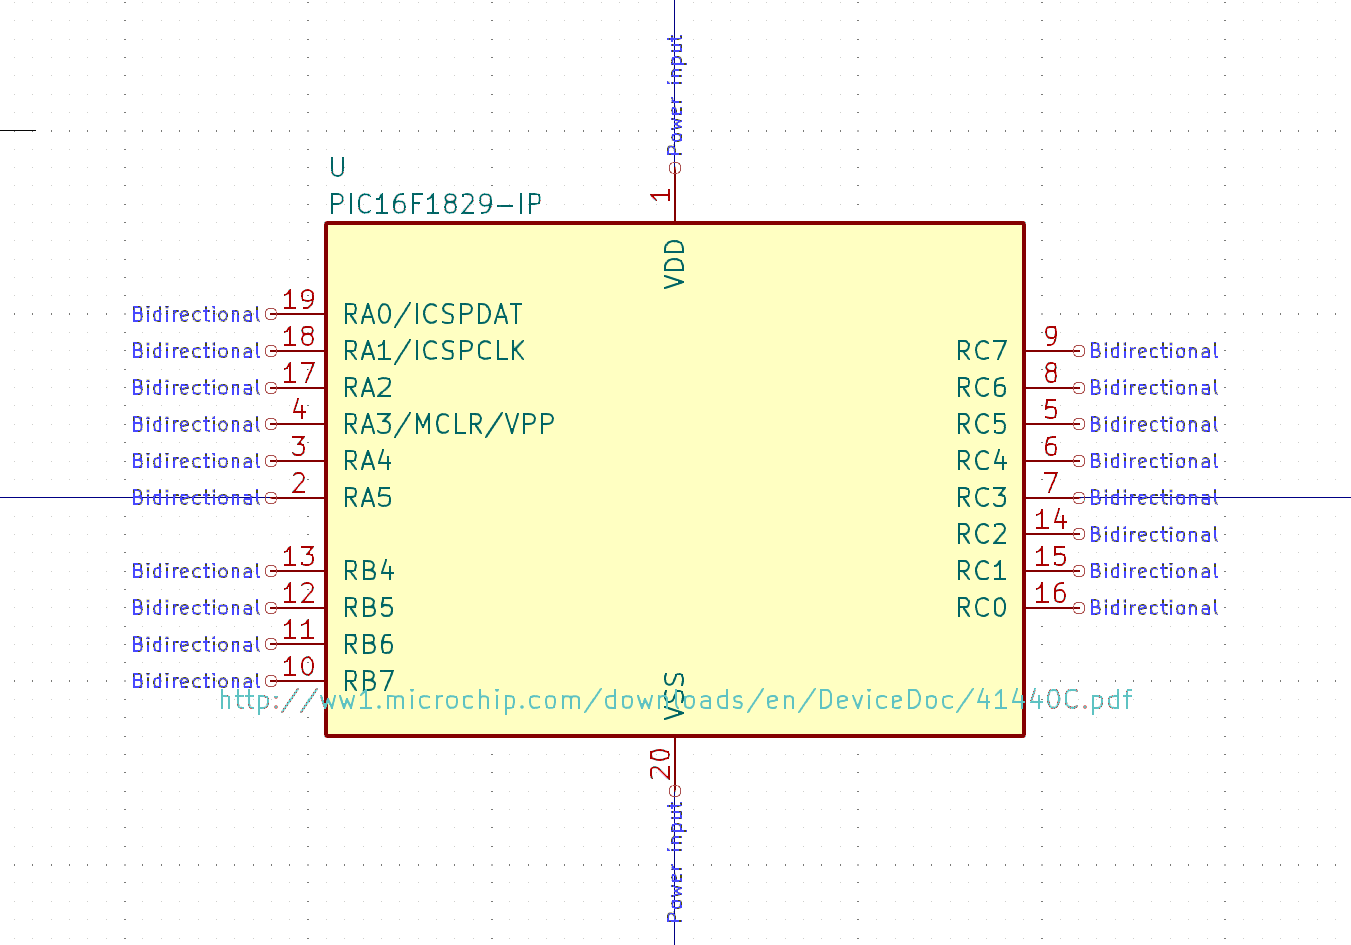 Power input
U
PIC16F1829-IP
1
VDD
Bidirectional 19 RA0/ICSPDAT
Bidirectional 18 RA1/ICSPCLK
RC7 9 Bidirectional
Bidirectional 17 RA2
RC6 8 Bidirectional
Bidirectional 4 RA3/MCLR/VPP
RC5 5 Bidirectional
Bidirectional 3 RA4
RC4 6 Bidirectional
Bidirectional 2 RA5
RC3 7 Bidirectional
RC2 14 Bidirectional
Bidirectional 13 RB4
RC1 15 Bidirectional
Bidirectional 12 RB5
RC0 16 Bidirectional
Bidirectional 11 RB6
Bidirectional 10 RB7
VSS
http://ww1.microchip.com/downloads/en/DeviceDoc/41440C.pdf
20
Power input